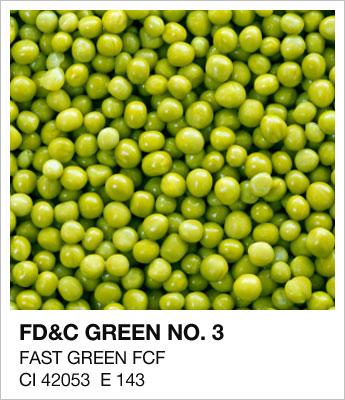 FD&C GREEN NO. 3
FAST GREEN FCF
CI 42053  E 143